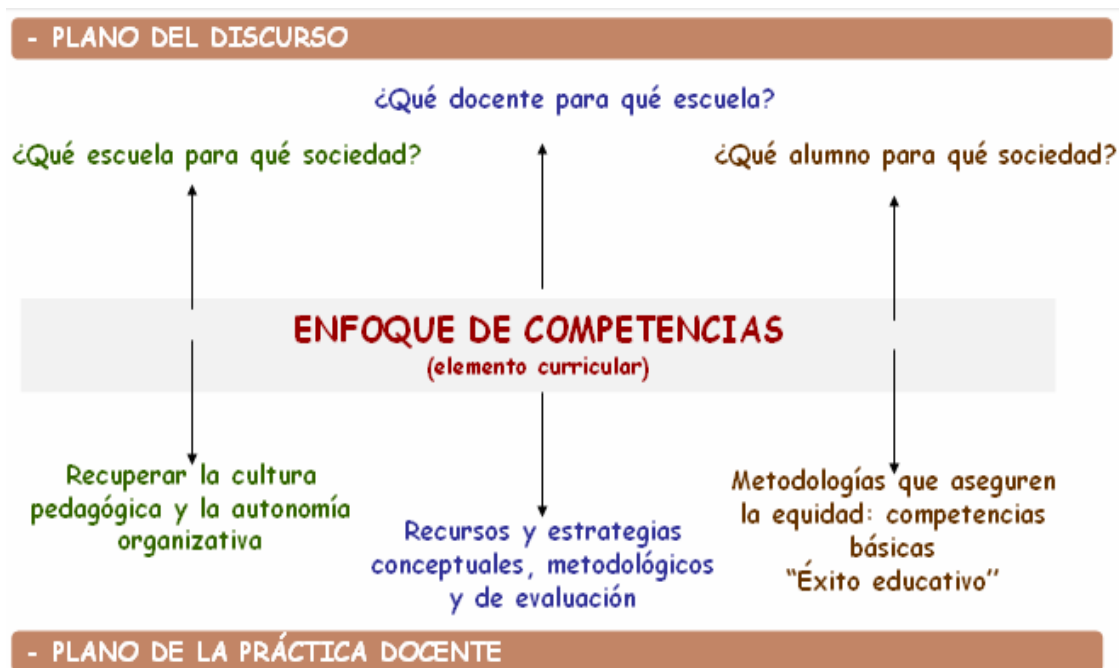 - PLANO DEL DISCURSO
¿Qué docente para qué escuela?
¿Qué escuela para qué sociedad?
¿Qué alumno para qué sociedad?
ENFOQUE DE COMPETENCIAS
(elemento curricular)
Recuperar la cultura
pedagógica y la autonomía
organizativa
Recursos y estrategias
conceptuales, metodológicos
y de evaluación
Metodologías que aseguren
la equidad: competencias
básicas
“Éxito educativo”
- PLANO DE LA PRÁCTICA DOCENTE